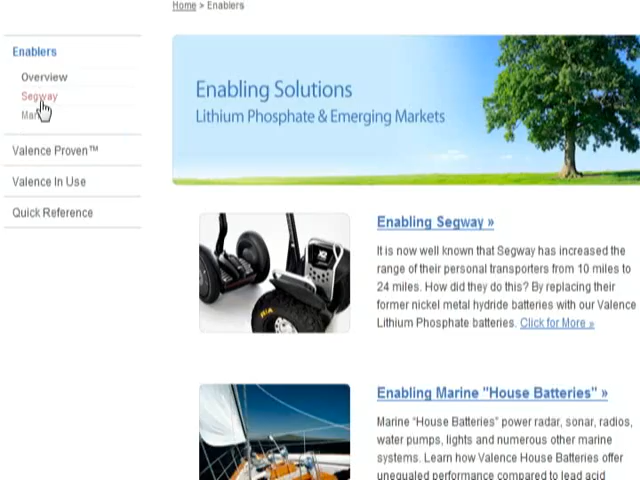 Home > Enablers
Enablers
Overview
Segway
Valence Proven™
Valence In Use
Quick Reference
Enabling Solutions
Lithium Phosphate & Emerging Markets
Enabling Segway »
It is now well known that Segway has increased the
range of their personal transporters from 10 miles to
24 miles. How did they do this? By replacing their
former nickel metal hydride batteries with our Valence
Lithium Phosphate batteries. Click for More »
Enabling Marine "House Batteries" »
Marine "House Batteries" power radar, sonar, radios,
water pumps, lights and numerous other marine
systems. Learn how Valence House Batteries offer
unequaled performance compared to lead acid